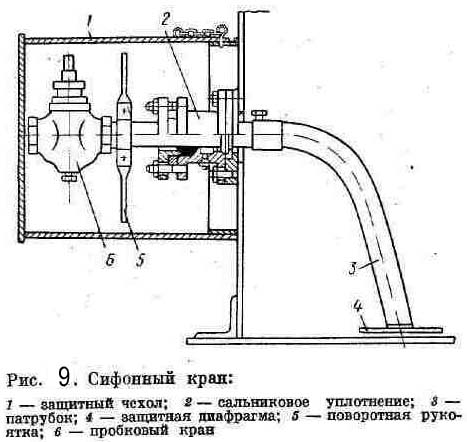 1
2
3
4
5
6
Рис. 9. Сифонный кран:
1 — защитный чехол; 2 — сальниковое уплотнение; 3 —
патрубок; 4 — защитная диафрагма; 5 — поворотная руко-
ятка; 6 — пробковый кран